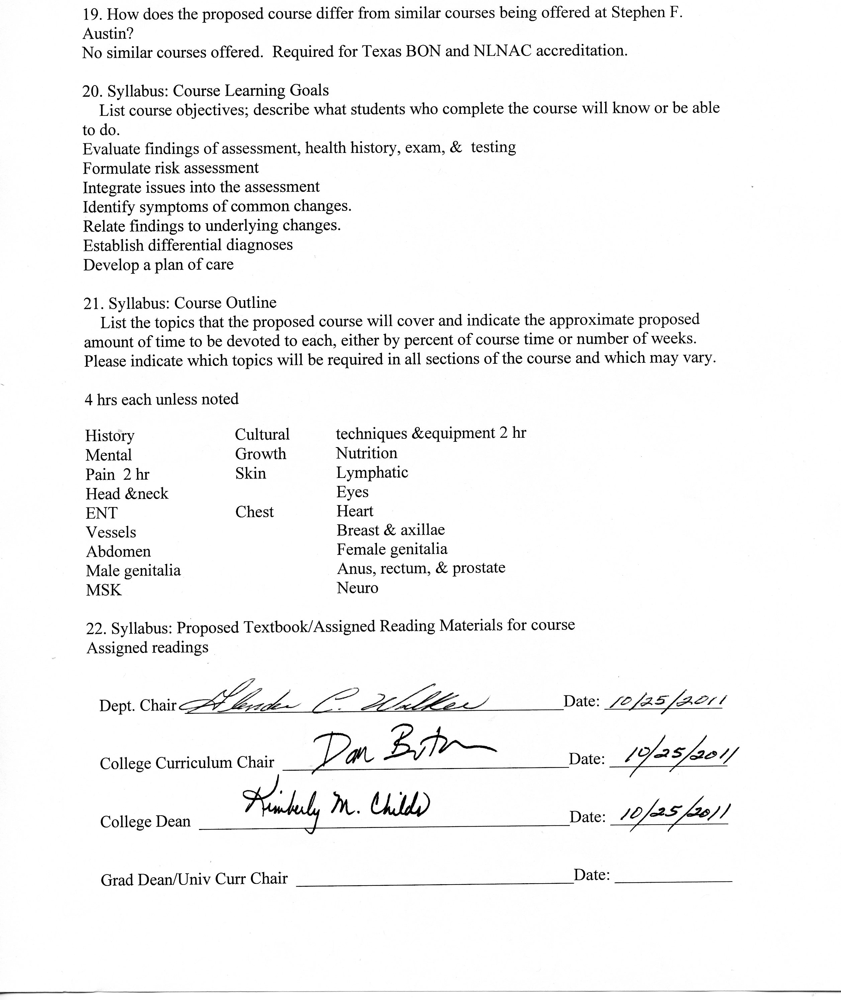 19. How does the proposed course differ from similar courses being offered at Stephen F.
Austin?
No similar courses offered.  Required for Texas BON and NLNAC accreditation.
20. Syllabus: Course Learning Goals
List course objectives; describe what students who complete the course will know or be able
to do.
Evaluate findings of assessment, health history, exam, &  testing
Formulate risk assessment
Integrate issues into the assessment
Identify symptoms of common changes.
Relate findings to underlying changes.
Establish differential diagnoses
Develop a plan of care
21. Syllabus: Course Outline
List the topics that the proposed course will cover and indicate the approximate proposed
amount of time to be devoted to each, either by percent of course time or number of weeks.
Please indicate which topics will be required in all sections of the course and which may vary.
4 hrs each unless noted
History Cultural techniques &equipment 2 hr
Mental Growth Nutrition
Pain  2 hr Skin Lymphatic
Head &neck Eyes
ENT Chest Heart
Vessels Breast & axillae
Abdomen Female genitalia
Male genitalia Anus, rectum, & prostate
MSK Neuro
22. Syllabus: Proposed Textbook/Assigned Reading Materials for course
Assigned readings
Dept. Chair C. Walker Date: 10/25/2011
College Curriculum Chair Dan Date: 10/25/2011
College Dean Kimberly M. Childs Date: 10/25/2011
Grad Dean/Univ Curr Chair Date: